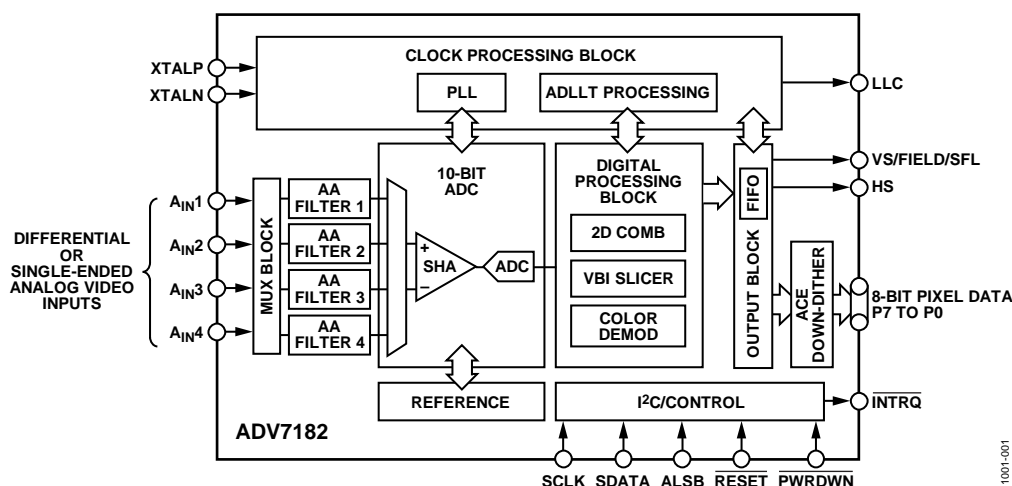 CLOCK PROCESSING BLOCK
PLL
ADLLT PROCESSING
XTALP
XTALN
LLC
10-BIT
ADC
DIGITAL
PROCESSING
BLOCK
2D COMB
VBI SLICER
COLOR
DEMOD
FIFO
OUTPUT BLOCK
VS/FIELD/SFL
HS
DIFFERENTIAL
OR
SINGLE-ENDED
ANALOG VIDEO
INPUTS
AIN1
AIN2
AIN3
AIN4
MUX BLOCK
AA
FILTER 1
AA
FILTER 2
AA
FILTER 3
AA
FILTER 4
+
SHA
−
ADC
ACE
DOWN-DITHER
8-BIT PIXEL DATA
P7 TO P0
REFERENCE
I2C/CONTROL
INTRQ
ADV7182
SCLK SDATA ALSB RESET PWRDWN
1001-001